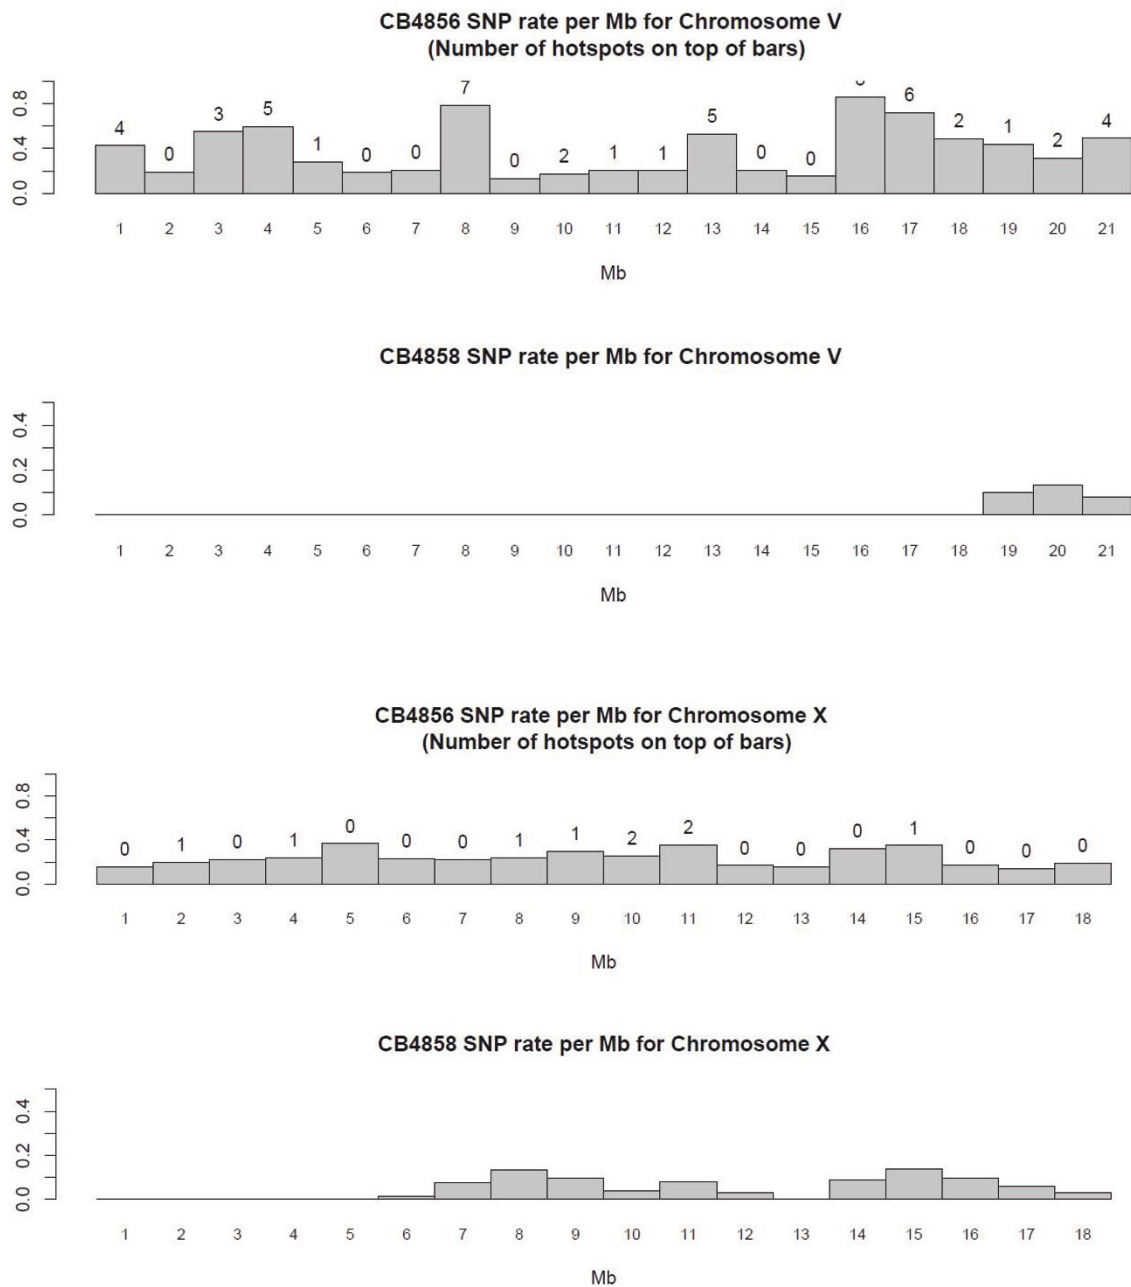 CB4856 SNP rate per Mb for Chromosome V
(Number of hotspots on top of bars)
0.0 0.4 0.8
4 0 3 5 1 0 0 7 0 2 1 1 5 0 0 6 2 1 2 4
1 2 3 4 5 6 7 8 9 10 11 12 13 14 15 16 17 18 19 20 21
Mb
CB4858 SNP rate per Mb for Chromosome V
0.0 0.2 0.4
1 2 3 4 5 6 7 8 9 10 11 12 13 14 15 16 17 18 19 20 21
Mb
CB4856 SNP rate per Mb for Chromosome X
(Number of hotspots on top of bars)
0.0 0.4 0.8
0 1 0 1 0 0 0 1 1 2 2 0 0 0 1 0 0 0
1 2 3 4 5 6 7 8 9 10 11 12 13 14 15 16 17 18
Mb
CB4858 SNP rate per Mb for Chromosome X
0.0 0.2 0.4
1 2 3 4 5 6 7 8 9 10 11 12 13 14 15 16 17 18
Mb